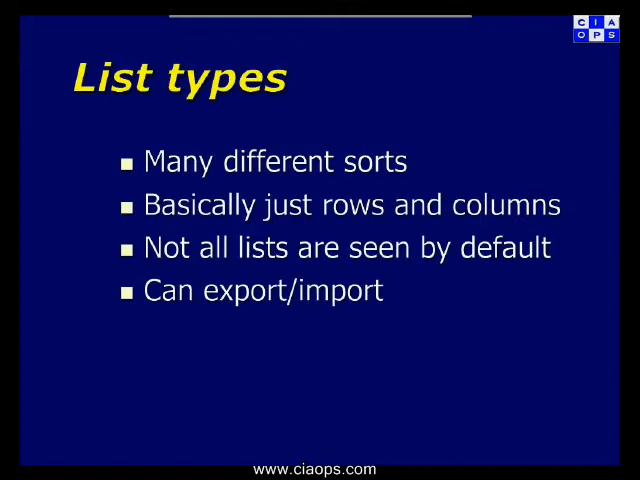 CIA
OPS
List types
Many different sorts
Basically just rows and columns
Not all lists are seen by default
Can export/import
www.ciaops.com